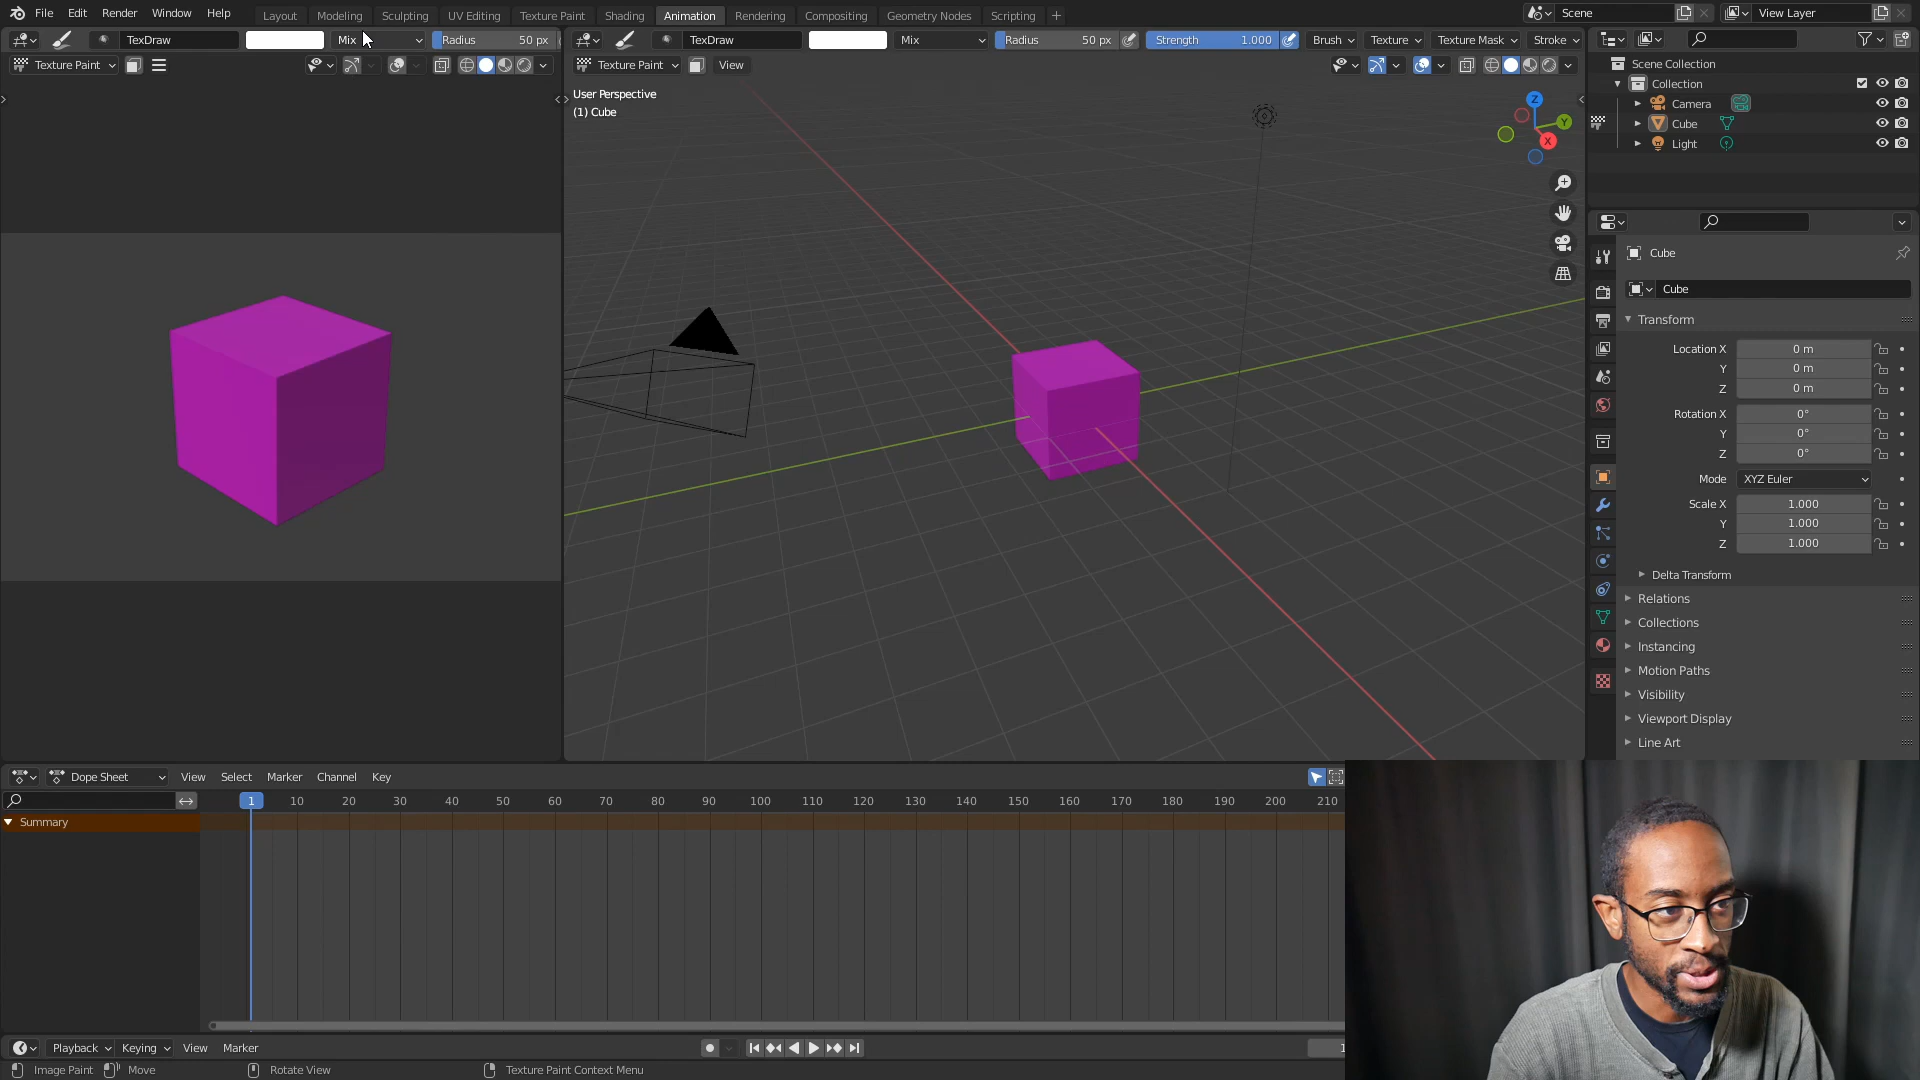 File Edit Render Window Help Layout Modeling Sculpting UV Editing Texture Paint Shading Animation Rendering Compositing Geometry Nodes Scripting + Scene View Layer
TexDraw Mix Radius 50 px TexDraw Mix Radius 50 px Strength 1.000 Brush Texture Texture Mask Stroke
Texture Paint Texture Paint View
User Perspective
(1) Cube
Z
Y
X
Scene Collection
Collection
Camera
Cube
Light
Cube
Cube
Transform
Location X 0 m
Y 0 m
Z 0 m
Rotation X 0°
Y 0°
Z 0°
Mode XYZ Euler
Scale X 1.000
Y 1.000
Z 1.000
Delta Transform
Relations
Collections
Instancing
Motion Paths
Visibility
Viewport Display
Line Art
Dope Sheet View Select Marker Channel Key
1 10 20 30 40 50 60 70 80 90 100 110 120 130 140 150 160 170 180 190 200 210
Summary
Playback Keying View Marker 1
Image Paint Move Rotate View Texture Paint Context Menu